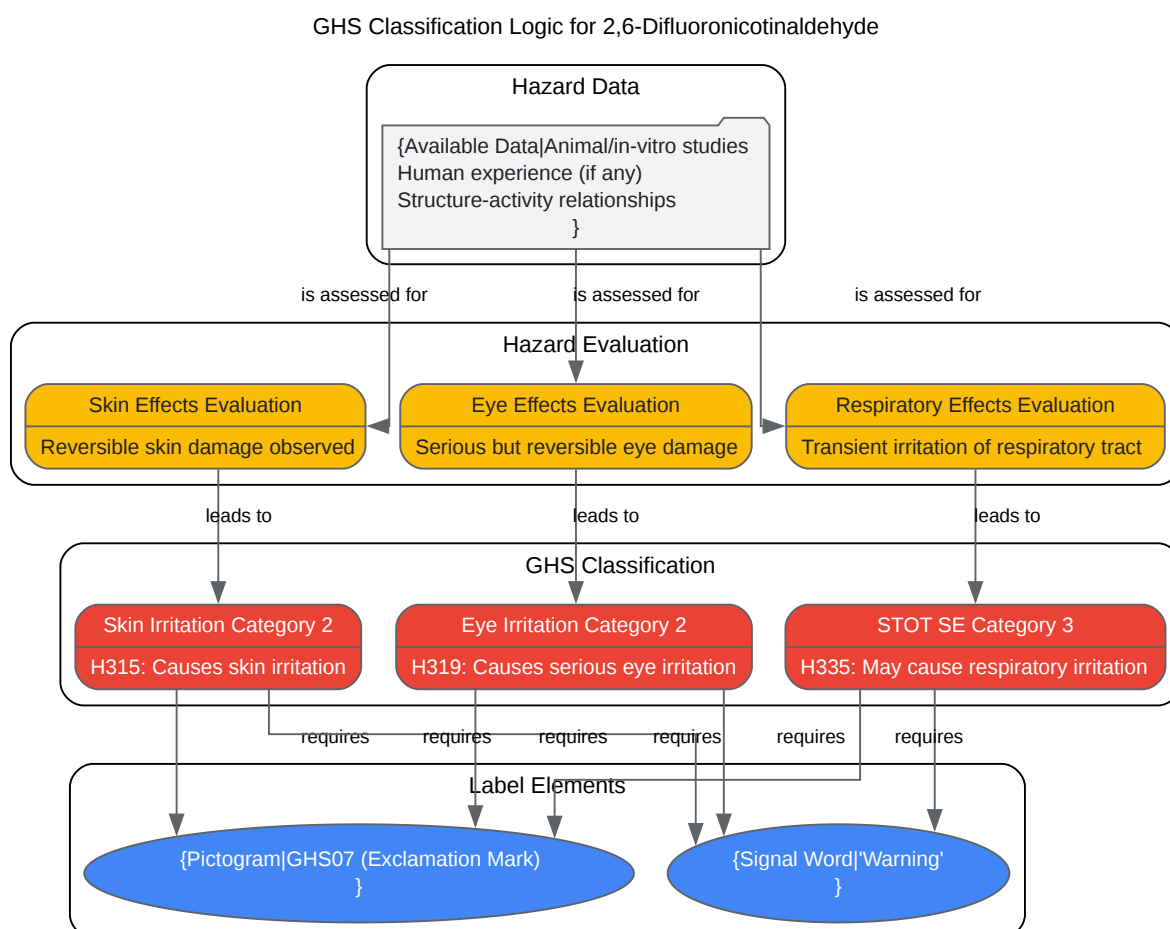 GHS Classification Logic for 2,6-Difluoronicotinaldehyde
Hazard Data
{Available Data|Animal/in-vitro studies
Human experience (if any)
Structure-activity relationships
}
is assessed for
is assessed for
is assessed for
Hazard Evaluation
Skin Effects Evaluation
Reversible skin damage observed
Eye Effects Evaluation
Serious but reversible eye damage
Respiratory Effects Evaluation
Transient irritation of respiratory tract
leads to
leads to
leads to
GHS Classification
Skin Irritation Category 2
H315: Causes skin irritation
Eye Irritation Category 2
H319: Causes serious eye irritation
STOT SE Category 3
H335: May cause respiratory irritation
requires
requires
requires
requires
requires
requires
Label Elements
{Pictogram|GHS07 (Exclamation Mark)
}
{Signal Word|'Warning'
}